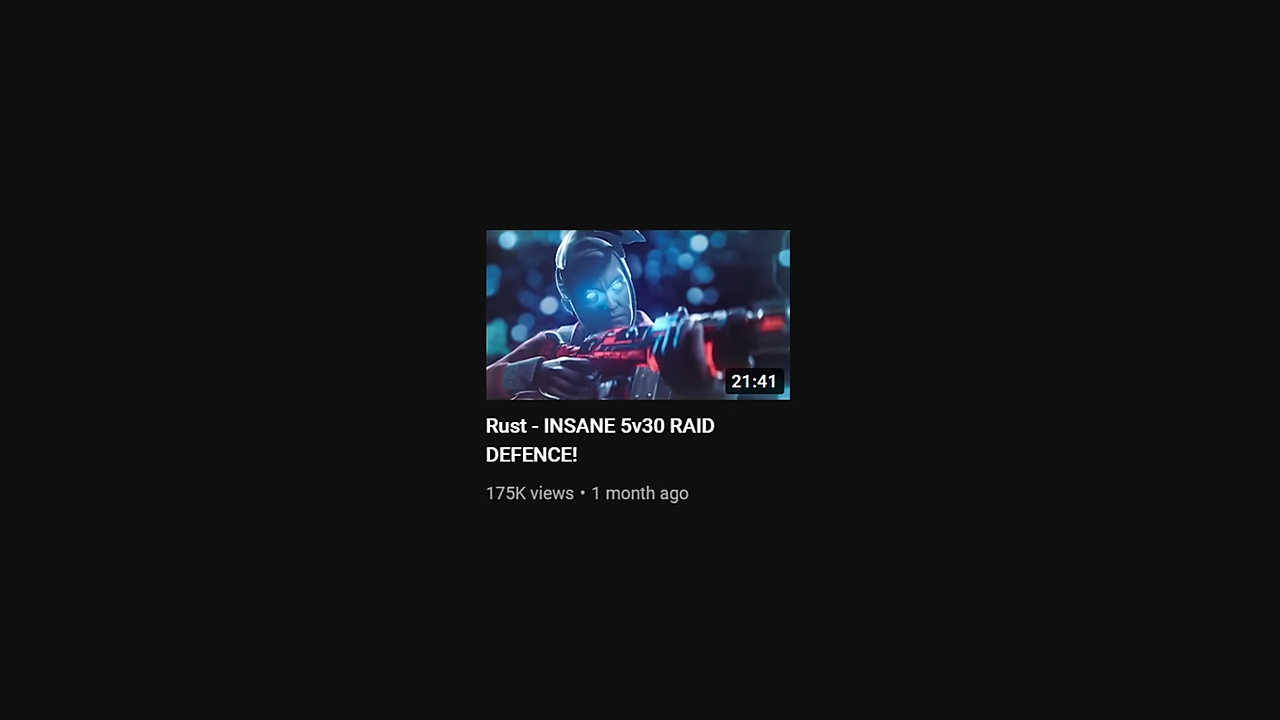 21:41
Rust - INSANE 5v30 RAID
DEFENCE!
175K views • 1 month ago